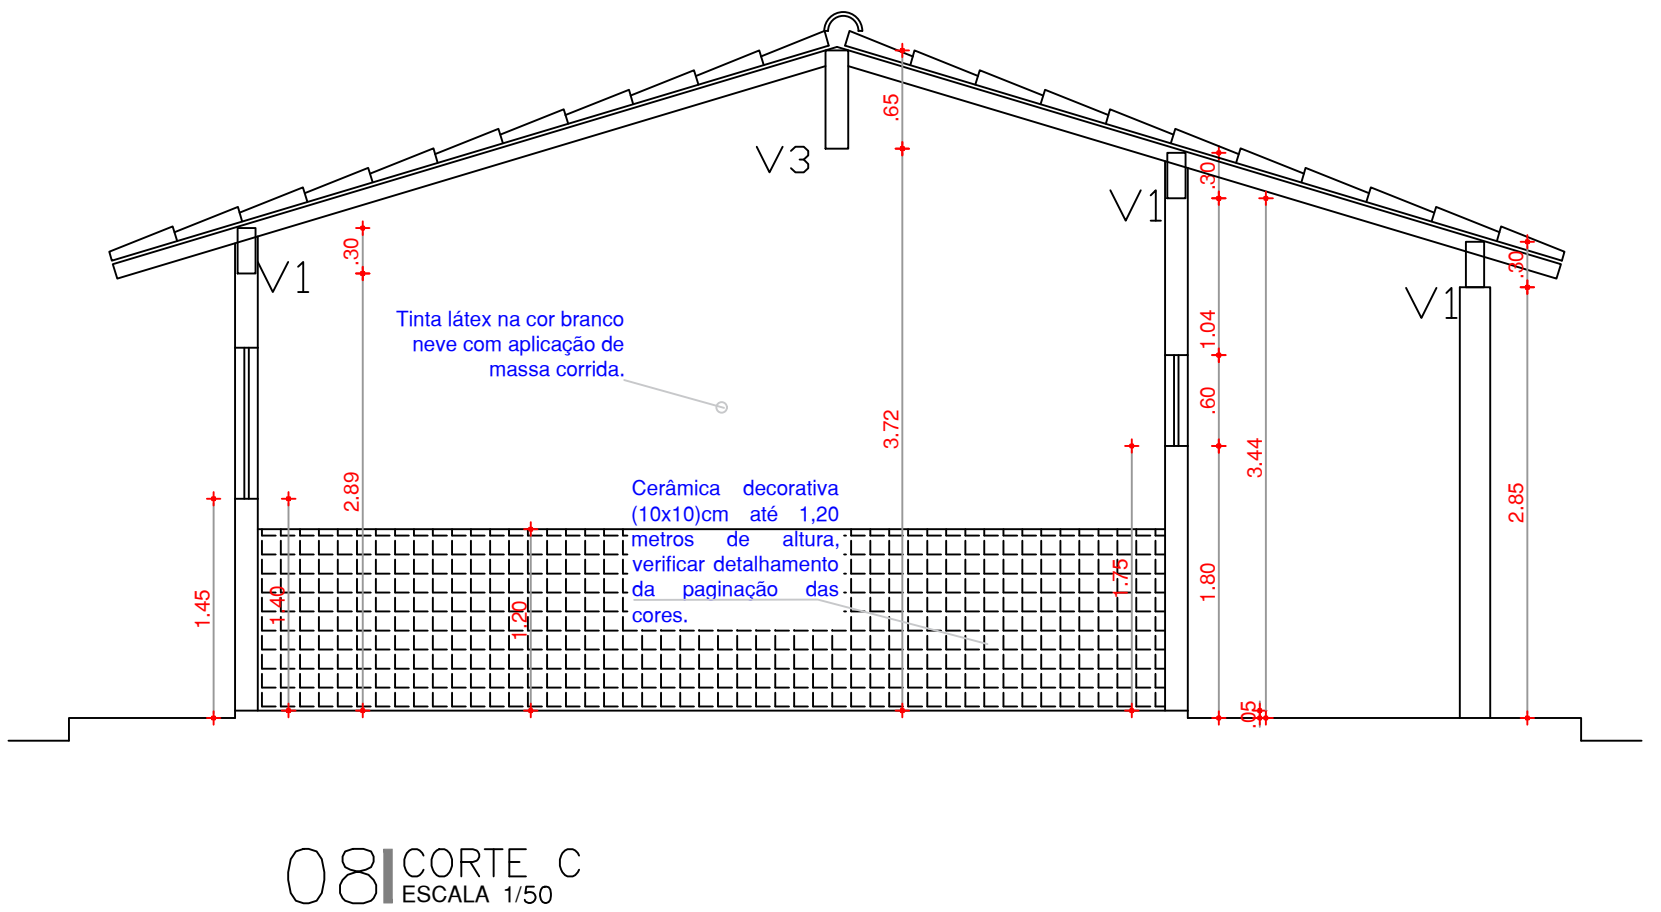 .65
V3
.30
V1
.30
V1
.30
V1
Tinta látex na cor branco
neve com aplicação de
massa corrida.
1.04
.60
3.72
3.44
2.89
2.85
Cerâmica decorativa
(10x10)cm até 1,20
metros de altura,
verificar detalhamento
da paginação das
cores.
1.45
1.40
1.20
1.75
1.80
.05
08 CORTE C
ESCALA 1/50